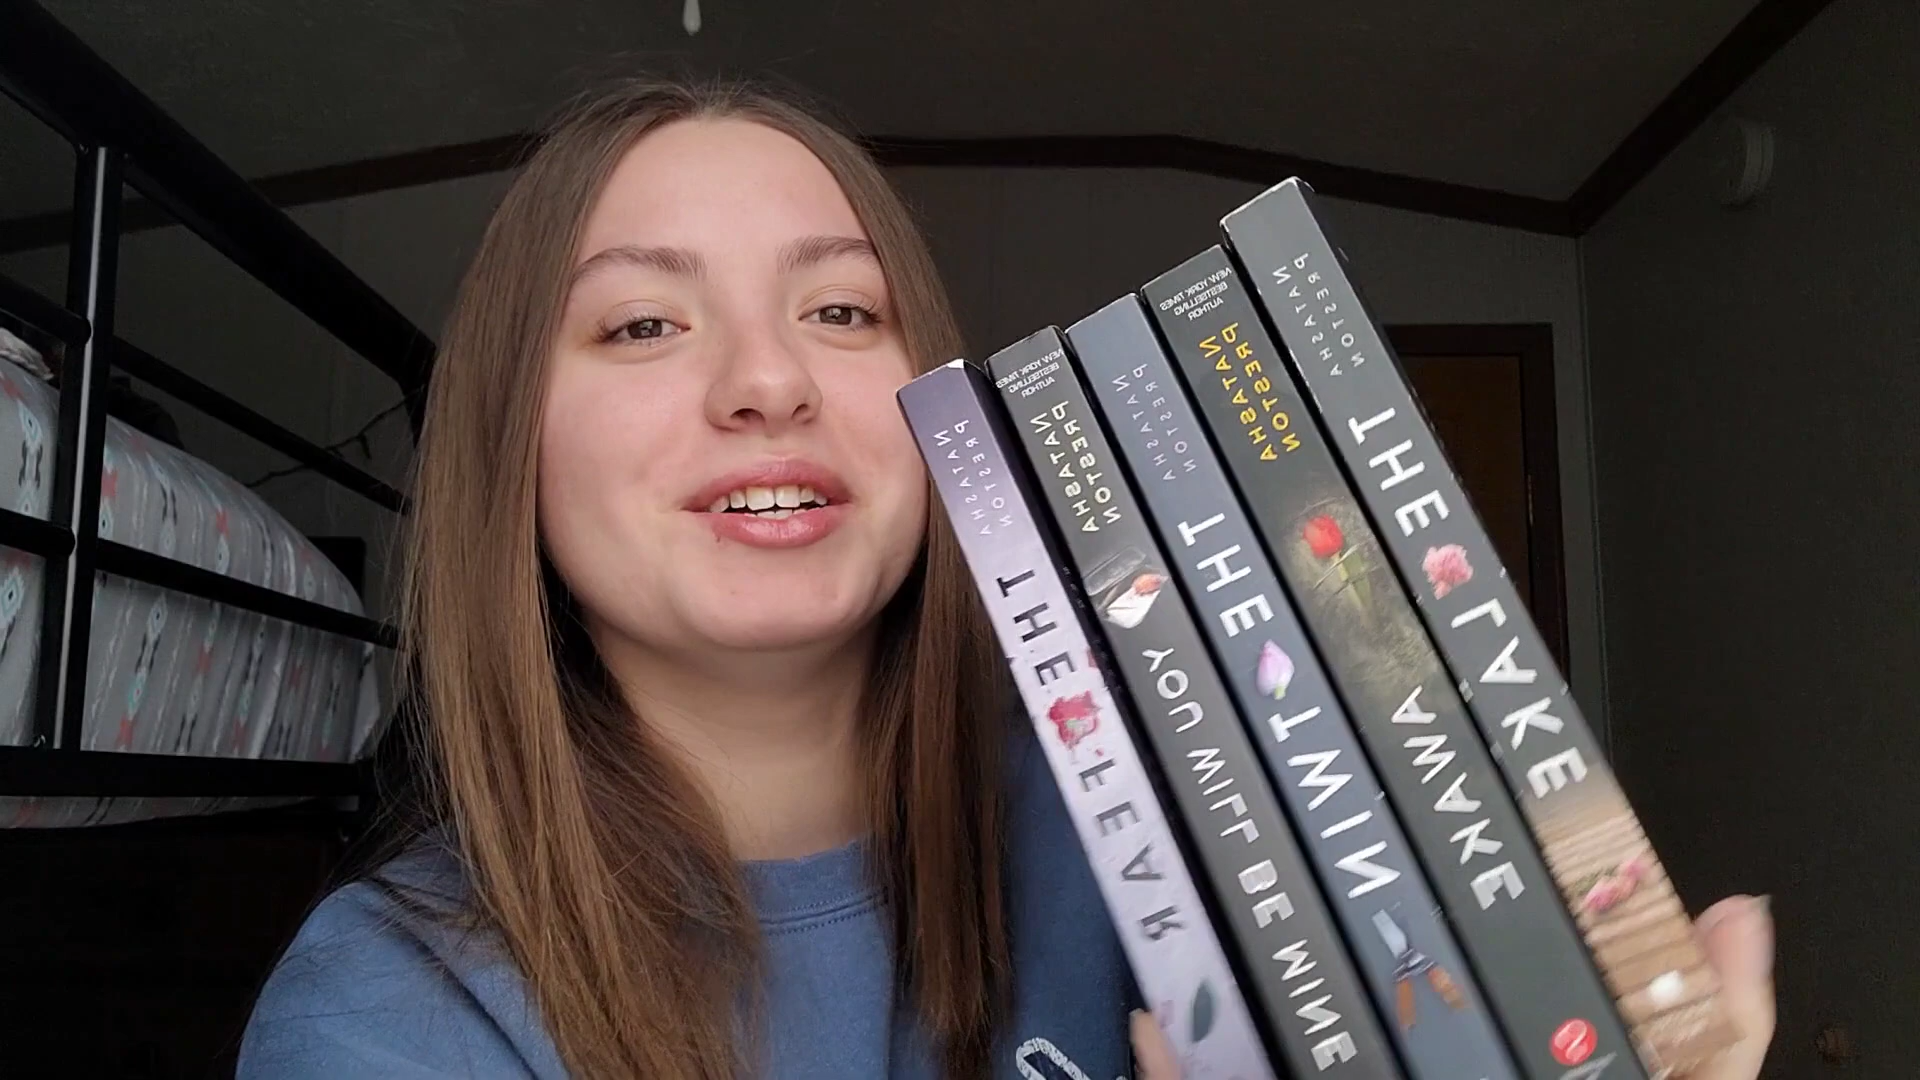 NATASHA
PRESTON
THE FEAR
NEW YORK TIMES
BESTSELLING
AUTHOR
NATASHA
PRESTON
YOU WILL BE MINE
NATASHA
PRESTON
THE TWIN
NEW YORK TIMES
BESTSELLING
AUTHOR
NATASHA
PRESTON
AWAKE
NATASHA
PRESTON
THE LAKE